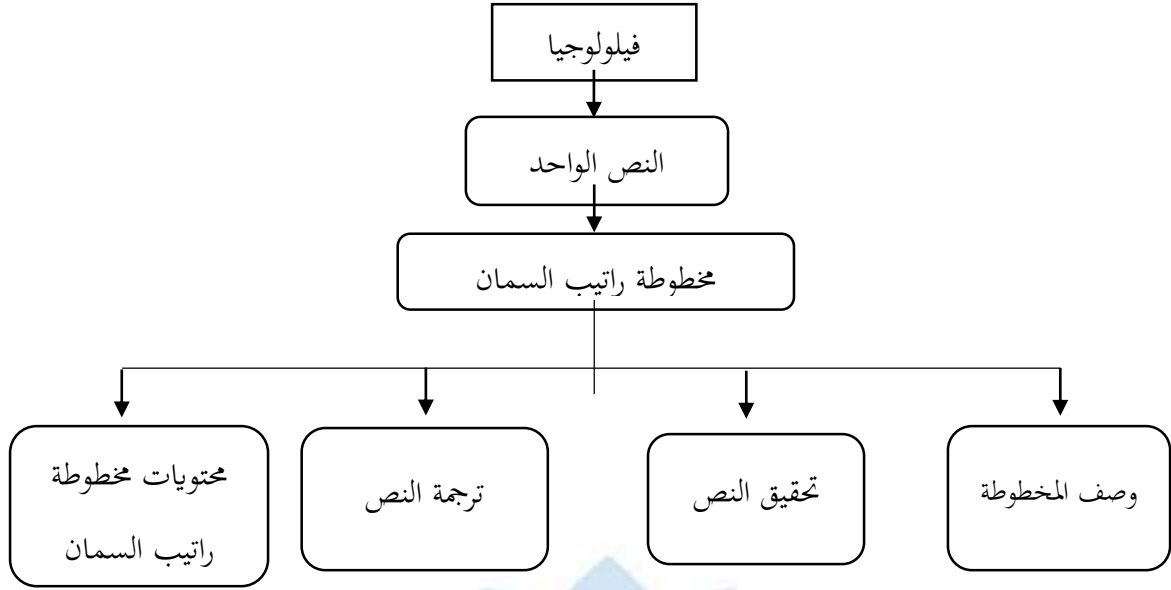 فيلولوجيا
النص الواحد
مخطوطة راتيب السمان
وصف المخطوطة
تحقيق النص
ترجمة النص
محتويات مخطوطة
راتيب السمان